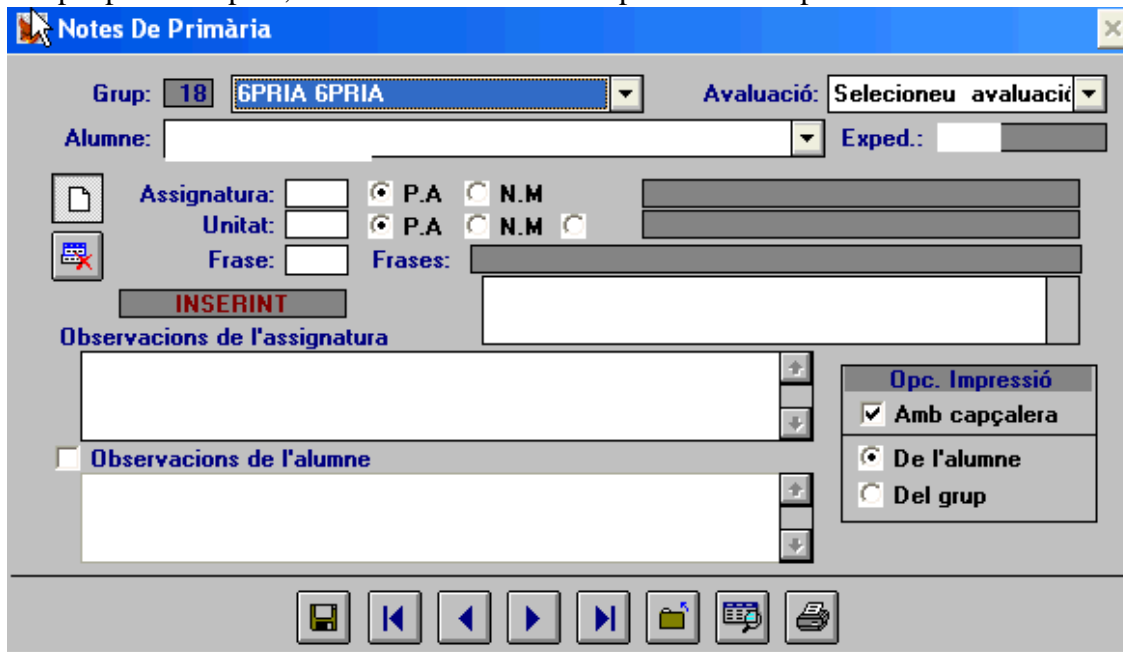 Notes De Primària
Grup: 18 6PRIA 6PRIA Avaluació: Selecioneu avaluació
Alumne: Exped.:
Assignatura: P.A N.M
Unitat: P.A N.M
Frase: Frases:
INSERINT
Observacions de l'assignatura
Opc. Impressió
Amb capçalera
Observacions de l'alumne
De l'alumne
Del grup